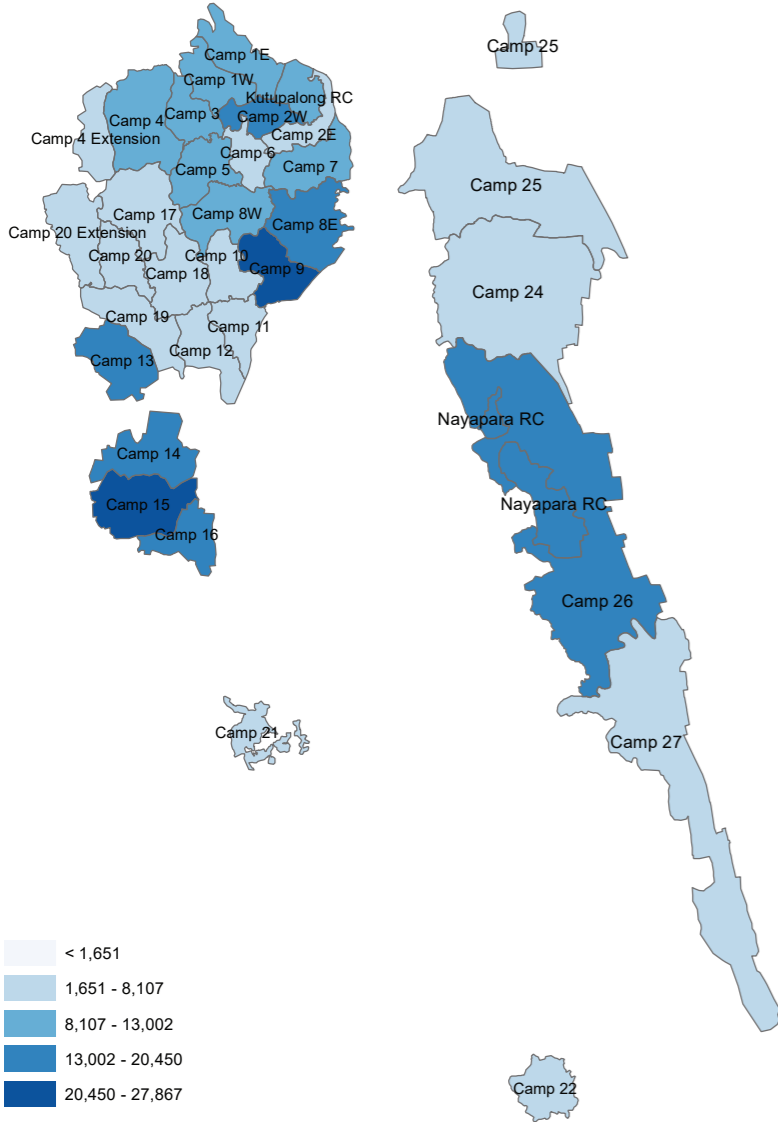 Camp 25
Camp 1E
Camp 1W
Kutupalong RC
Camp 4
Camp 3
Camp 2W
Camp 4 Extension
Camp 2E
Camp 6
Camp 5
Camp 7
Camp 25
Camp 17
Camp 8W
Camp 8E
Camp 20 Extension
Camp 20
Camp 10
Camp 18
Camp 9
Camp 24
Camp 19
Camp 11
Camp 12
Camp 13
Nayapara RC
Camp 14
Camp 15
Nayapara RC
Camp 16
Camp 26
Camp 21
Camp 27
< 1,651
1,651 - 8,107
8,107 - 13,002
13,002 - 20,450
20,450 - 27,867
Camp 22